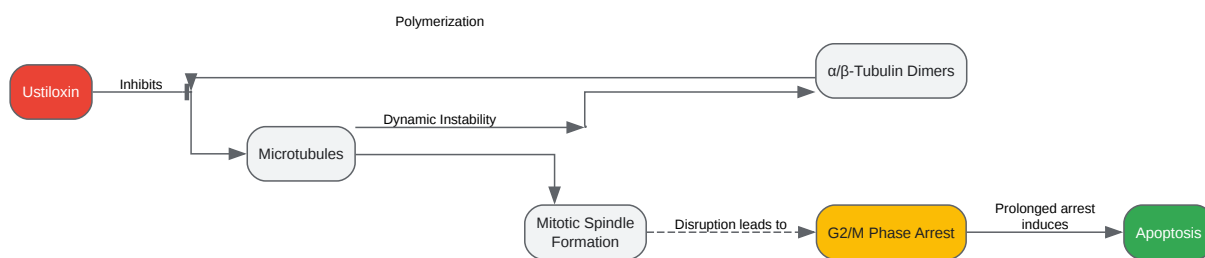 Polymerization
α/β-Tubulin Dimers
Ustiloxin
Inhibits
Dynamic Instability
Microtubules
Mitotic Spindle
Formation
Disruption leads to
G2/M Phase Arrest
Prolonged arrest
induces
Apoptosis